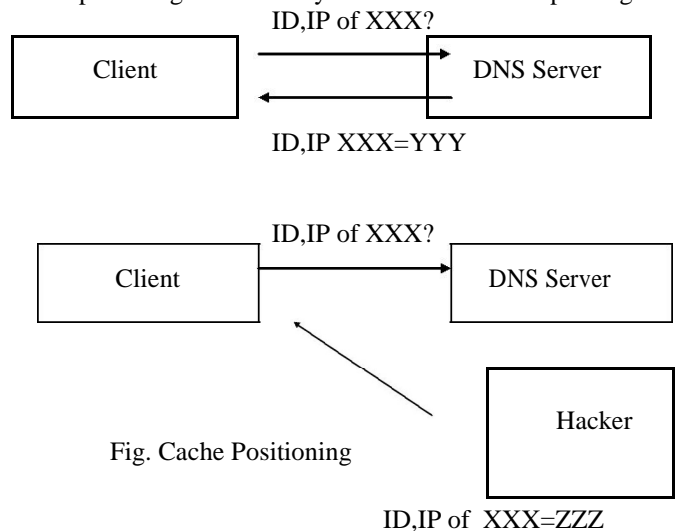 ID,IP of XXX?
Client
DNS Server
ID,IP XXX=YYY
ID,IP of XXX?
Client
DNS Server
Hacker
Fig. Cache Positioning
ID,IP of XXX=ZZZ